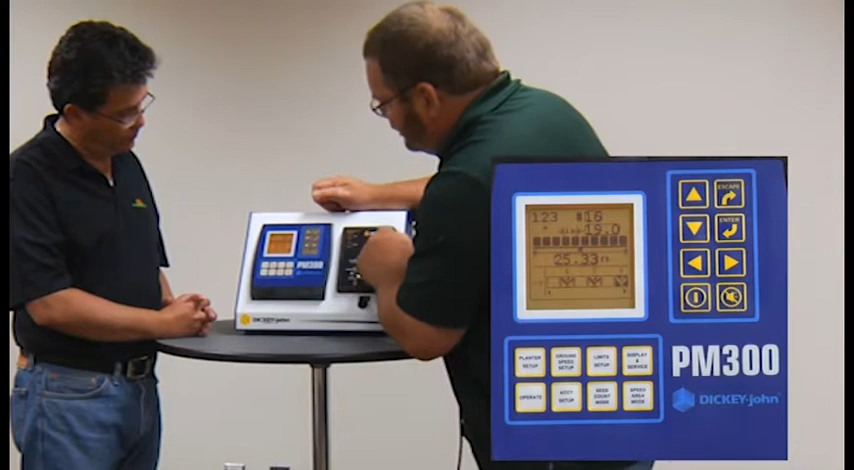 PM300
DICKEY-john
123 #16
19.0
25.33 ft
ESCAPE
ENTER
PLANTER SETUP
GROUND SPEED SETUP
LIMITS SETUP
DISPLAY & SERVICE
OPERATE
ACCY SETUP
SEED COUNT MODE
SPEED AREA MODE
PM300
DICKEY-john